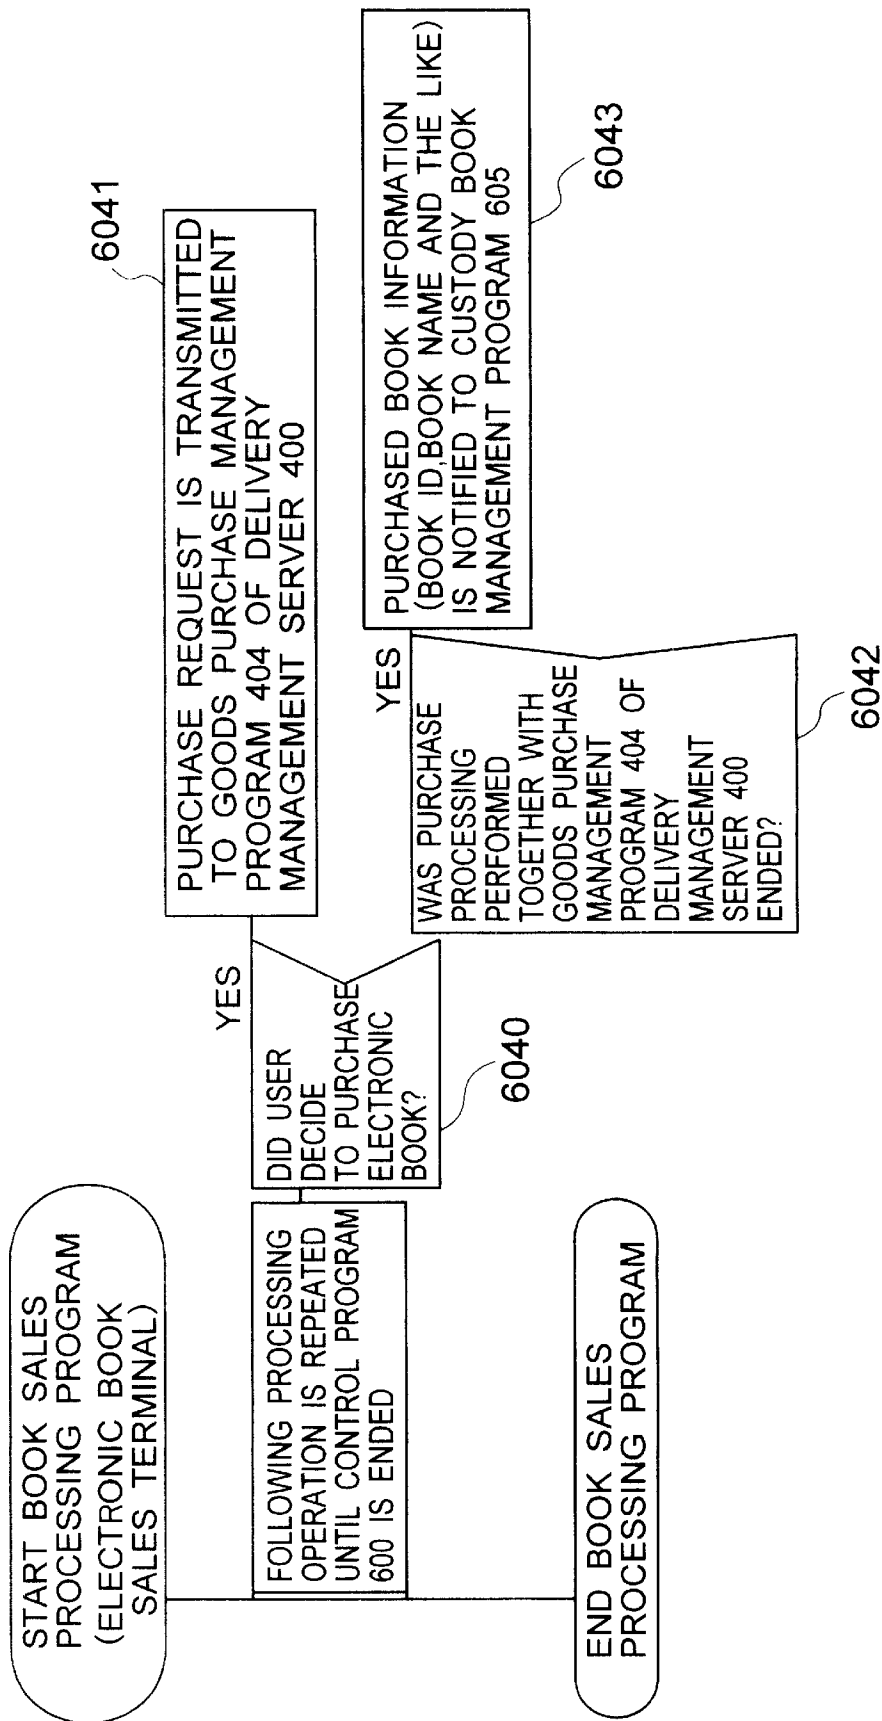 START BOOK SALES
PROCESSING PROGRAM
(ELECTRONIC BOOK
SALES TERMINAL)
FOLLOWING PROCESSING
OPERATION IS REPEATED
UNTIL CONTROL PROGRAM
600 IS ENDED
DID USER
DECIDE
TO PURCHASE
ELECTRONIC
BOOK?
6040
YES
PURCHASE REQUEST IS TRANSMITTED
TO GOODS PURCHASE MANAGEMENT
PROGRAM 404 OF DELIVERY
MANAGEMENT SERVER 400
6041
WAS PURCHASE
PROCESSING
PERFORMED
TOGETHER WITH
GOODS PURCHASE
MANAGEMENT
PROGRAM 404 OF
DELIVERY
MANAGEMENT
SERVER 400
ENDED?
6042
YES
PURCHASED BOOK INFORMATION
(BOOK ID,BOOK NAME AND THE LIKE)
IS NOTIFIED TO CUSTODY BOOK
MANAGEMENT PROGRAM 605
6043
END BOOK SALES
PROCESSING PROGRAM